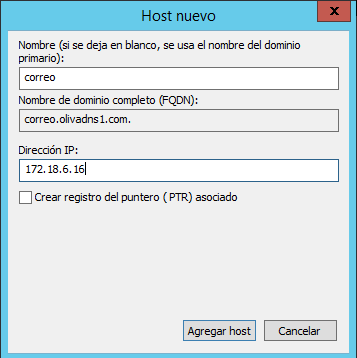 Host nuevo
x
Nombre (si se deja en blanco, se usa el nombre del dominio
primario):
correo
Nombre de dominio completo (FQDN):
correo.olivadns1.com.
Dirección IP:
172.18.6.16
Crear registro del puntero (PTR) asociado
Agregar host
Cancelar